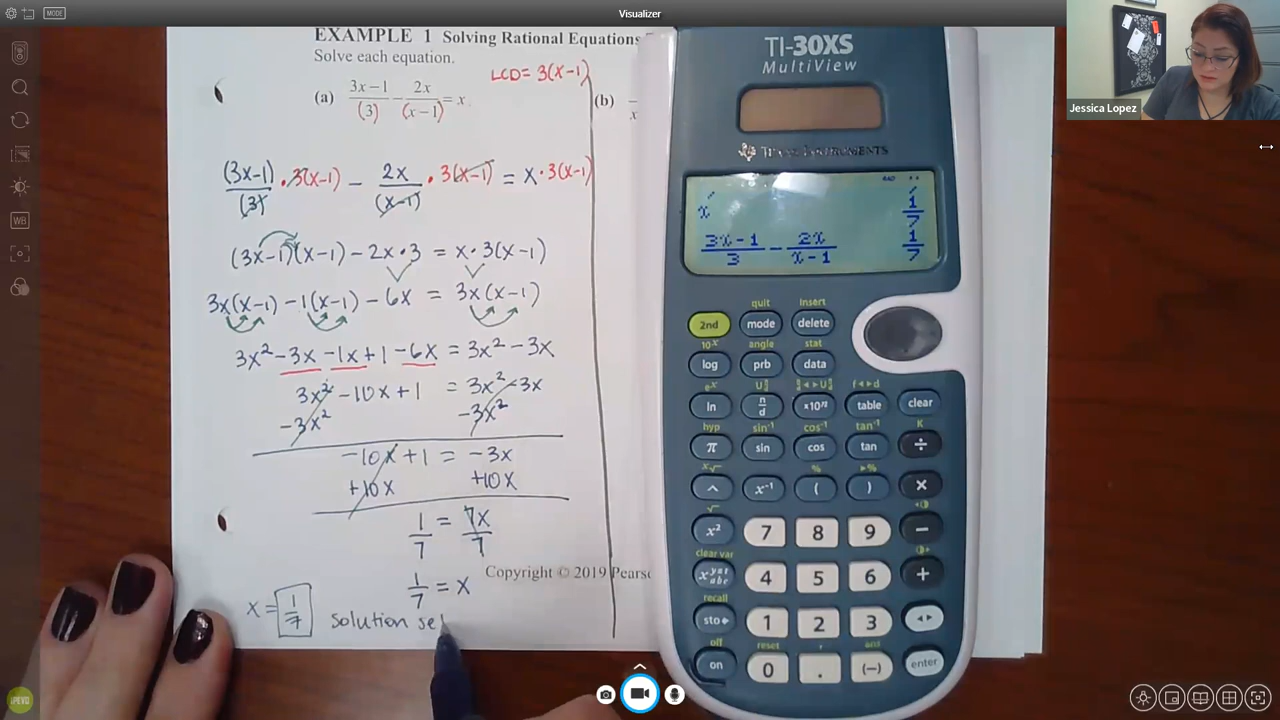 MODE
Visualizer
Jessica Lopez
EXAMPLE 1 Solving Rational Equations
Solve each equation.
LCD = 3(x-1)
(a) 3x-1/(3) - 2x/(x-1) = x
(b)
x
(3x-1)/(3) · 3(x-1) - 2x/(x-1) · 3(x-1) = x · 3(x-1)
(3x-1)(x-1) - 2x·3 = x·3(x-1)
3x(x-1) -1(x-1) - 6x = 3x(x-1)
3x² -3x -1x +1 -6x = 3x² - 3x
3x² -10x +1 = 3x² -3x
-3x² -3x²
-10x +1 = -3x
+10x +10x
1/7 = 7x/7
Copyright © 2019 Pearso
1/7 = x
x = 1/7 solution se
TI-30XS
MultiView
TEXAS INSTRUMENTS
x 1/7
3x-1/3 - 2x/x-1 1/7
quit insert
2nd mode delete
10ˣ angle stat
log prb data
eˣ f◄►d
ln n/d ×10ⁿ table clear
hyp sin⁻¹ cos⁻¹ tan⁻¹ K
π sin cos tan ÷
ˣ√ % ►%
^ x⁻¹ ( ) ×
√
x² 7 8 9 −
clear var
x yzt abc 4 5 6 +
recall
sto► 1 2 3 ◄►
off reset , ans
on 0 . (−) enter
WB
iPEVO